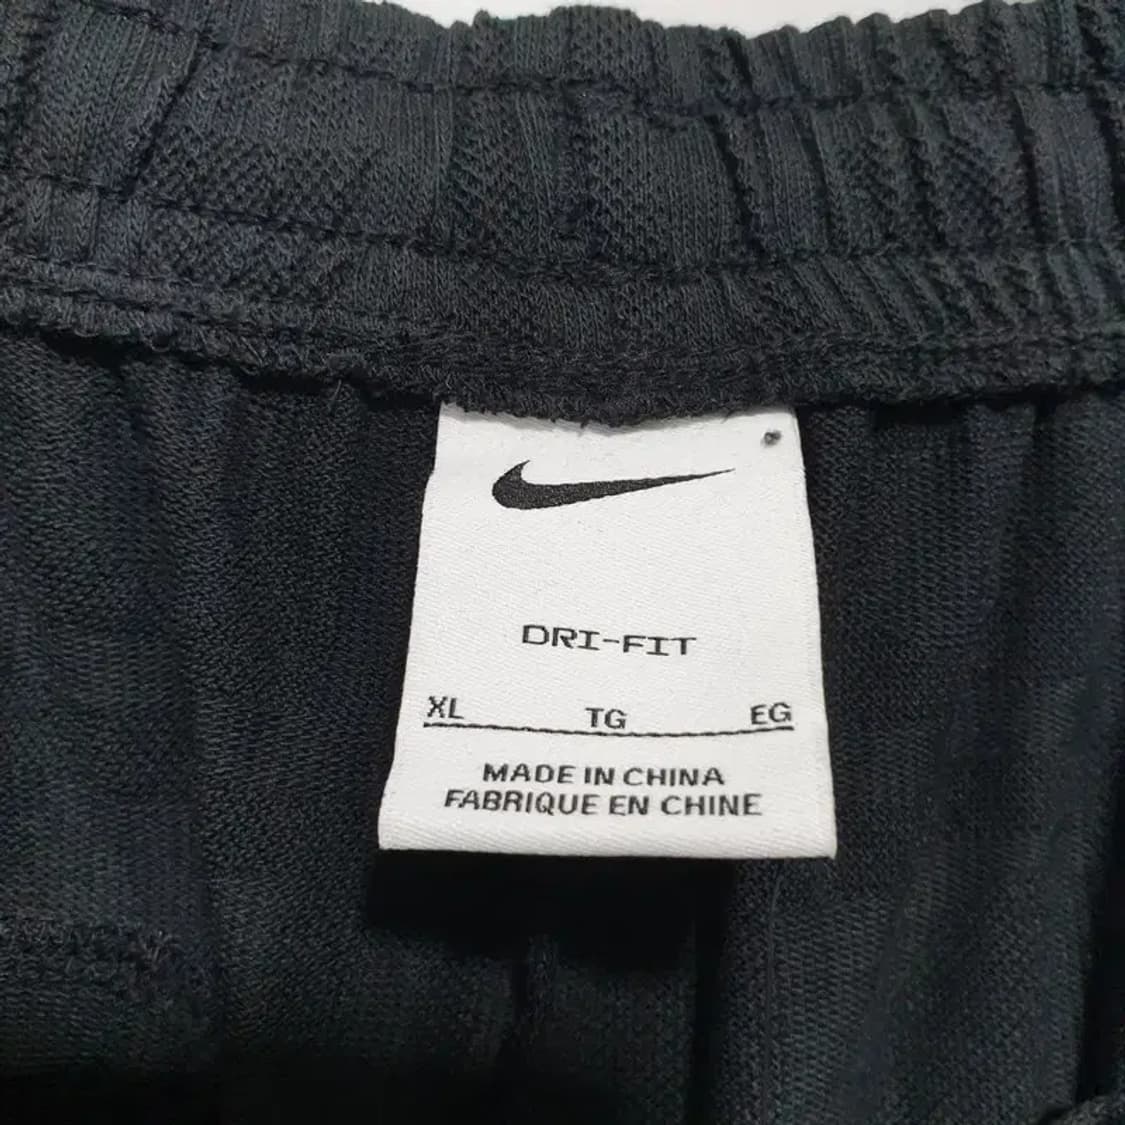 DRI-FIT
XL TG EG
MADE IN CHINA
FABRIQUE EN CHINE